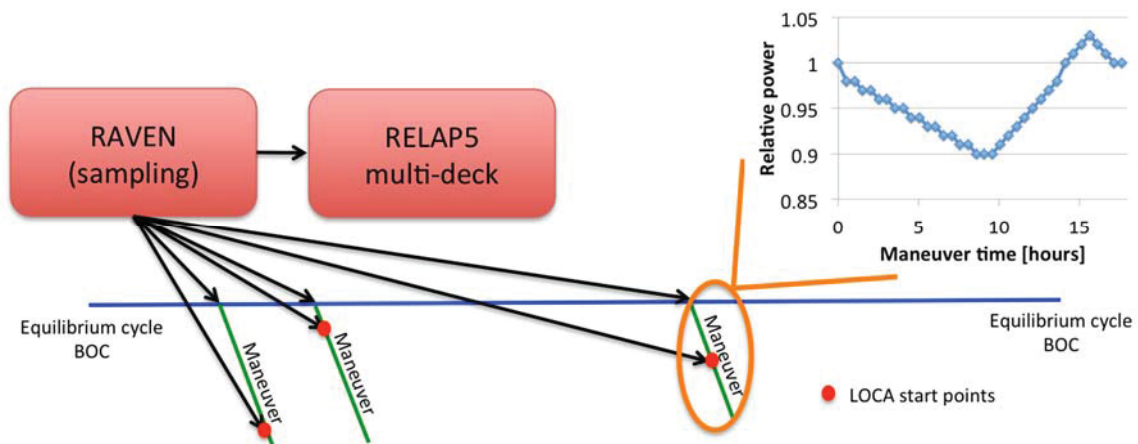 RAVEN
(sampling)
RELAP5
multi-deck
Relative power
1.05
1
0.95
0.9
0.85
0
5
10
15
Maneuver time [hours]
Equilibrium cycle
BOC
Maneuver
Maneuver
Maneuver
Equilibrium cycle
BOC
LOCA start points